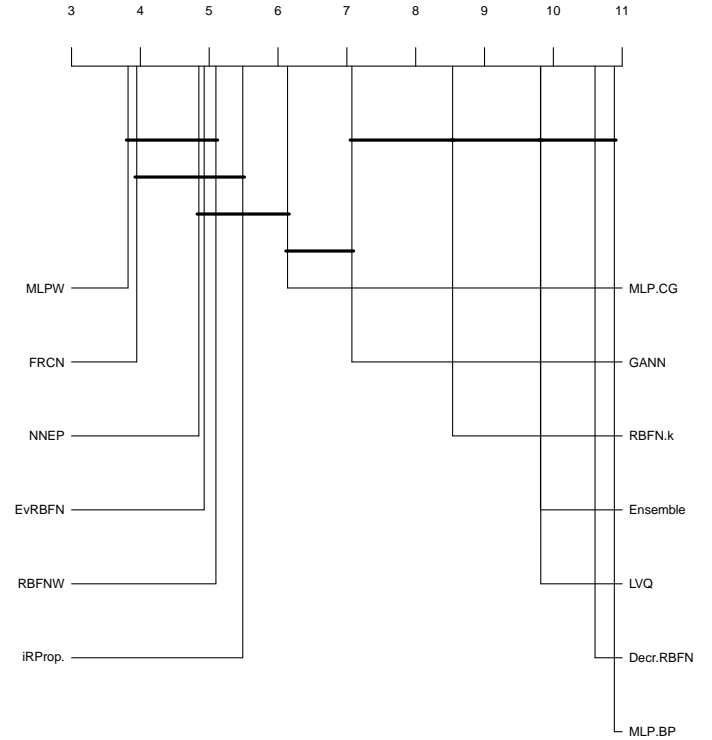 3 4 5 6 7 8 9 10 11
MLPW MLP.CG
FRCN GANN
NNEP RBFN.k
EvRBFN Ensemble
RBFNW LVQ
iRProp. Decr.RBFN
MLP.BP